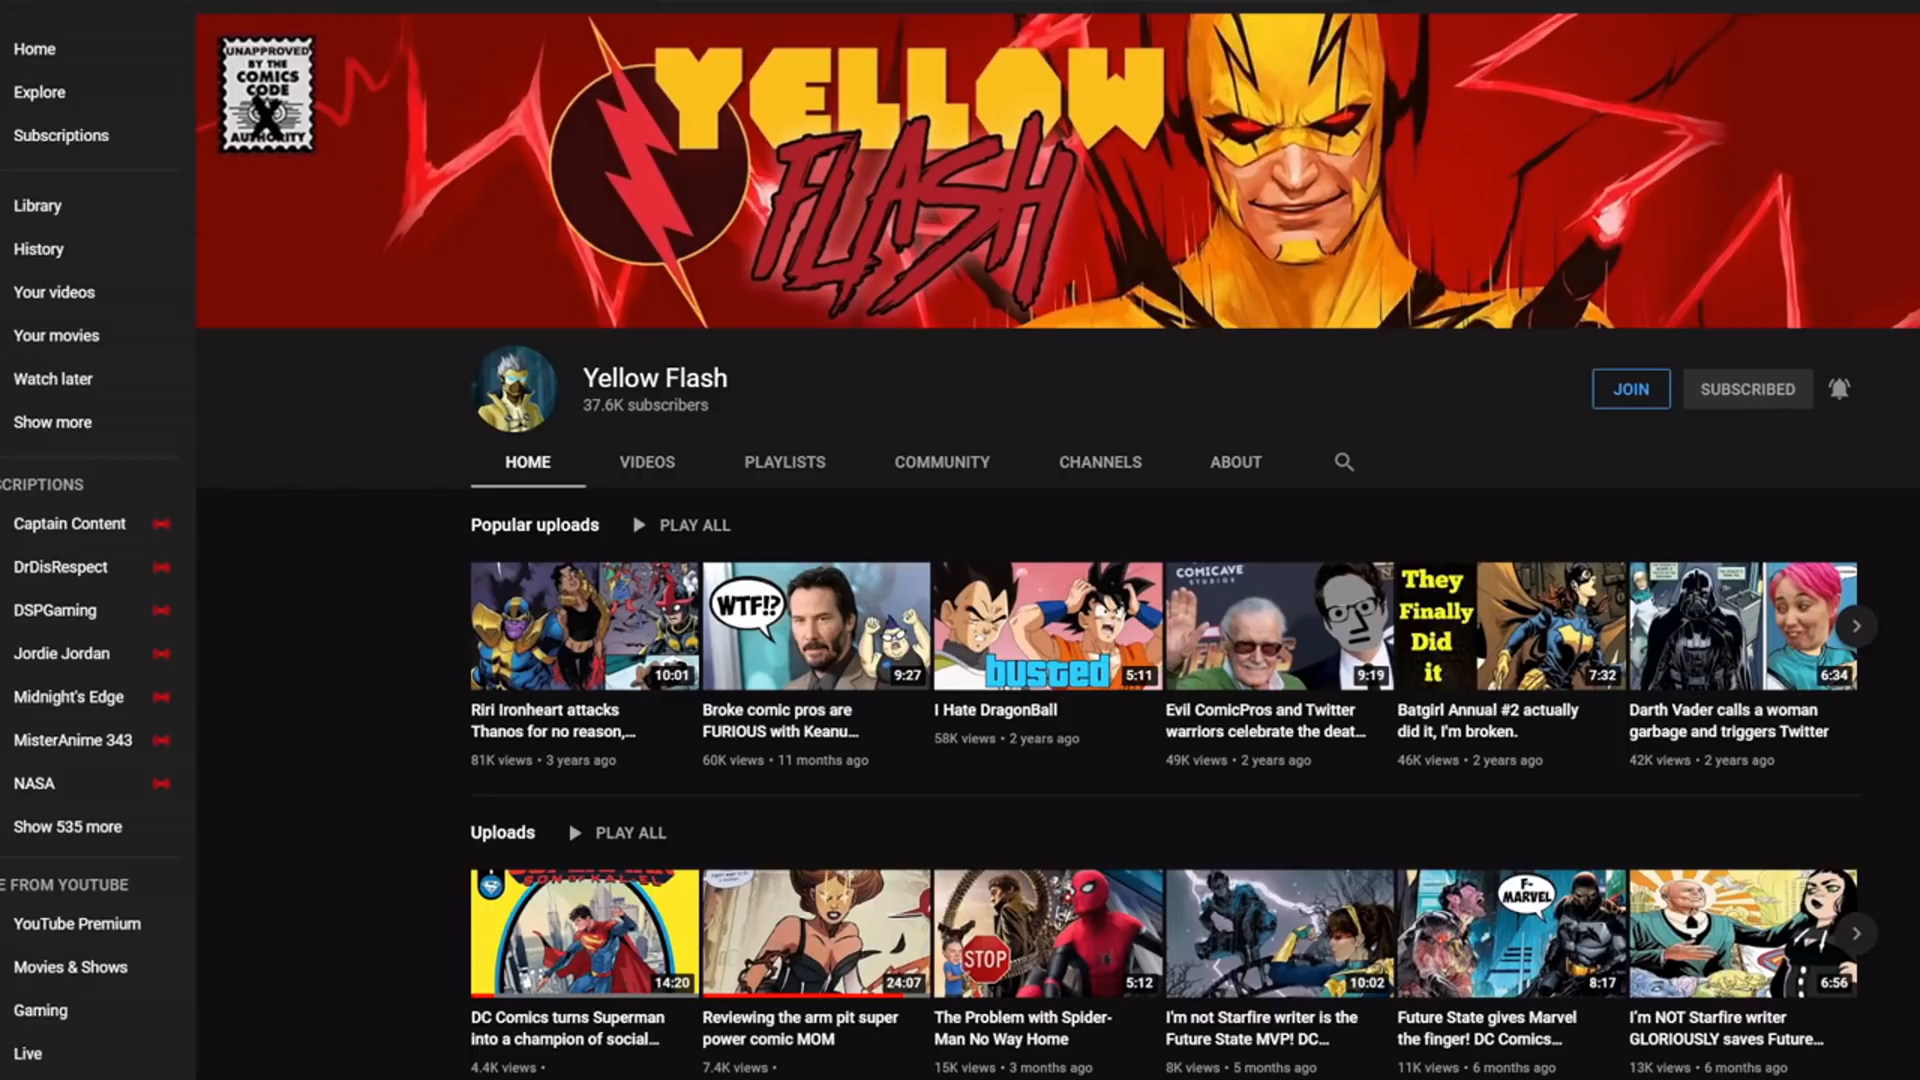 Home
Explore
Subscriptions
Library
History
Your videos
Your movies
Watch later
Show more
CRIPTIONS
Captain Content
DrDisRespect
DSPGaming
Jordie Jordan
Midnight's Edge
MisterAnime 343
NASA
Show 535 more
E FROM YOUTUBE
YouTube Premium
Movies & Shows
Gaming
Live
UNAPPROVED
BY THE
COMICS
CODE
AUTHORITY
YELLOW
FLASH
Yellow Flash
37.6K subscribers
JOIN
SUBSCRIBED
HOME
VIDEOS
PLAYLISTS
COMMUNITY
CHANNELS
ABOUT
Popular uploads
PLAY ALL
10:01
Riri Ironheart attacks
Thanos for no reason,...
81K views • 3 years ago
WTF!?
9:27
Broke comic pros are
FURIOUS with Keanu...
60K views • 11 months ago
busted
5:11
I Hate DragonBall
58K views • 2 years ago
COMICAVE
STUDIOS
9:19
Evil ComicPros and Twitter
warriors celebrate the deat...
49K views • 2 years ago
They
Finally
Did
it
7:32
Batgirl Annual #2 actually
did it, I'm broken.
46K views • 2 years ago
6:34
Darth Vader calls a woman
garbage and triggers Twitter
42K views • 2 years ago
Uploads
PLAY ALL
14:20
DC Comics turns Superman
into a champion of social...
4.4K views •
24:07
Reviewing the arm pit super
power comic MOM
7.4K views •
STOP
5:12
The Problem with Spider-
Man No Way Home
15K views • 3 months ago
10:02
I'm not Starfire writer is the
Future State MVP! DC...
8K views • 5 months ago
F-
MARVEL
8:17
Future State gives Marvel
the finger! DC Comics...
11K views • 6 months ago
6:56
I'm NOT Starfire writer
GLORIOUSLY saves Future...
13K views • 6 months ago